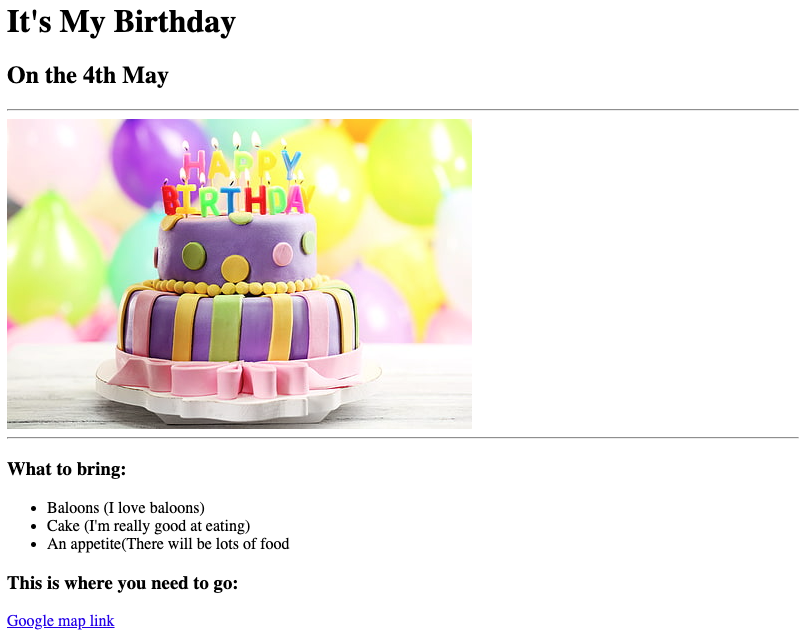 It's My Birthday
On the 4th May
HAPPY
BIRTHDAY
What to bring:
Baloons (I love baloons)
Cake (I'm really good at eating)
An appetite(There will be lots of food
This is where you need to go:
Google map link